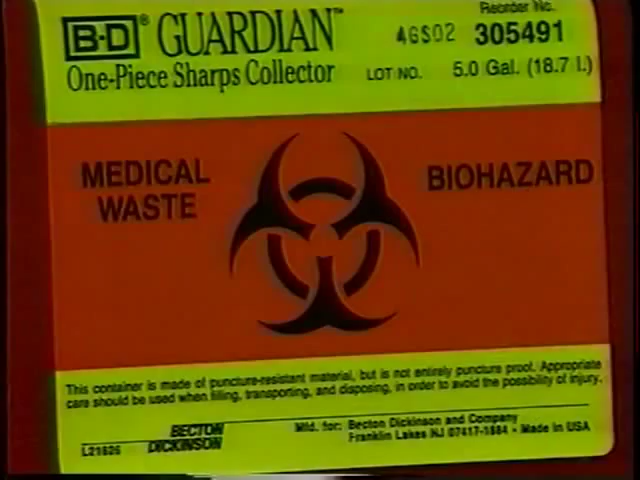 B-D® GUARDIAN™
One-Piece Sharps Collector
Reorder No.
4GS02 305491
LOT NO. 5.0 Gal. (18.7 l.)
MEDICAL
WASTE
BIOHAZARD
This container is made of puncture-resistant material, but is not entirely puncture proof. Appropriate
care should be used when filling, transporting, and disposing, in order to avoid the possibility of injury.
BECTON
DICKINSON
Mfd. for: Becton Dickinson and Company
Franklin Lakes NJ 07417-1884 • Made in USA